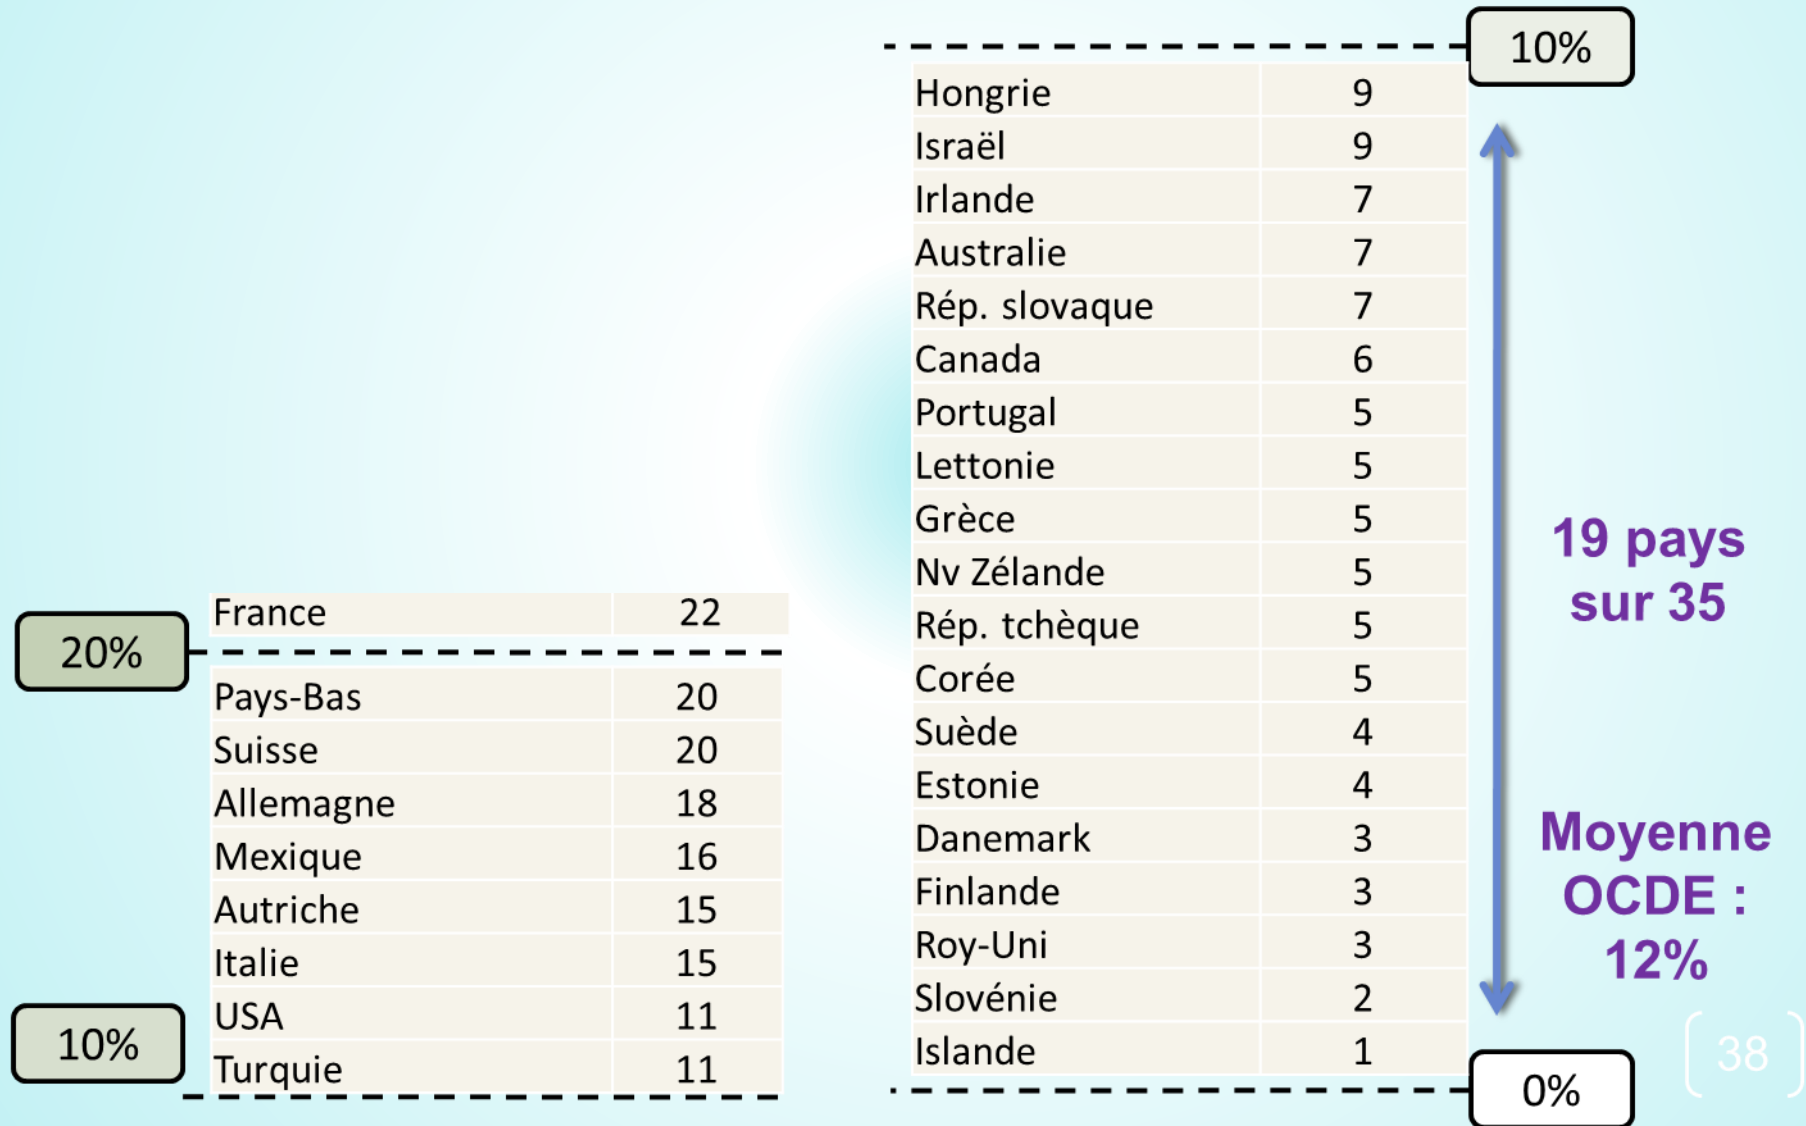 France 22
20%
Pays-Bas 20
Suisse 20
Allemagne 18
Mexique 16
Autriche 15
Italie 15
USA 11
Turquie 11
10%
10%
Hongrie 9
Israël 9
Irlande 7
Australie 7
Rép. slovaque 7
Canada 6
Portugal 5
Lettonie 5
Grèce 5
Nv Zélande 5
Rép. tchèque 5
Corée 5
Suède 4
Estonie 4
Danemark 3
Finlande 3
Roy-Uni 3
Slovénie 2
Islande 1
0%
19 pays
sur 35
Moyenne
OCDE :
12%
38